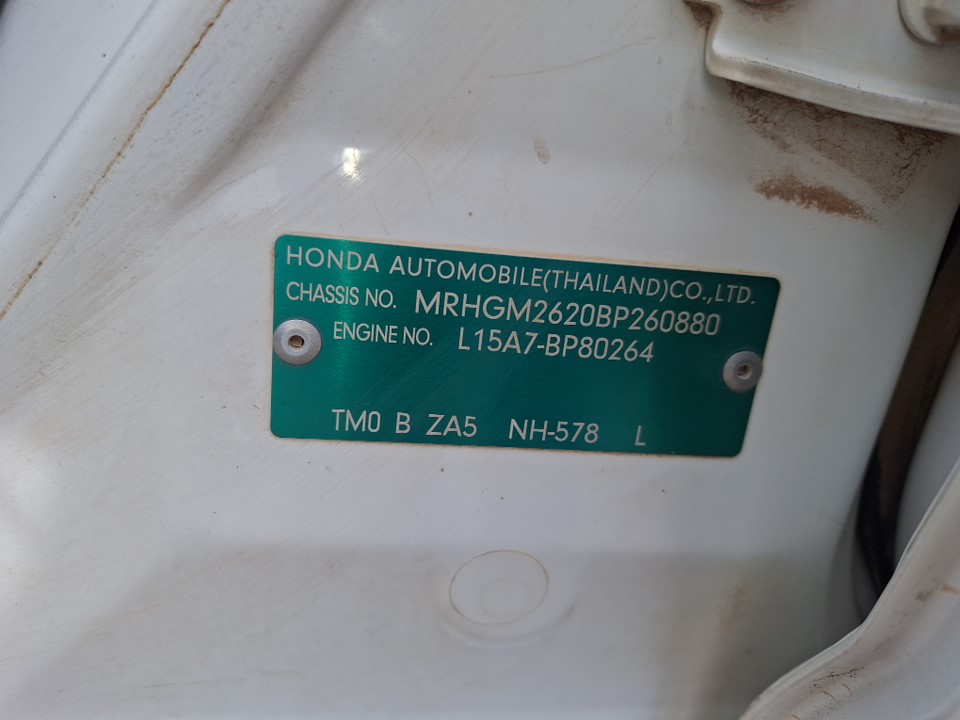 HONDA AUTOMOBILE(THAILAND)CO.,LTD.
CHASSIS NO. MRHGM2620BP260880
ENGINE NO. L15A7-BP80264
TM0 B ZA5 NH-578 L